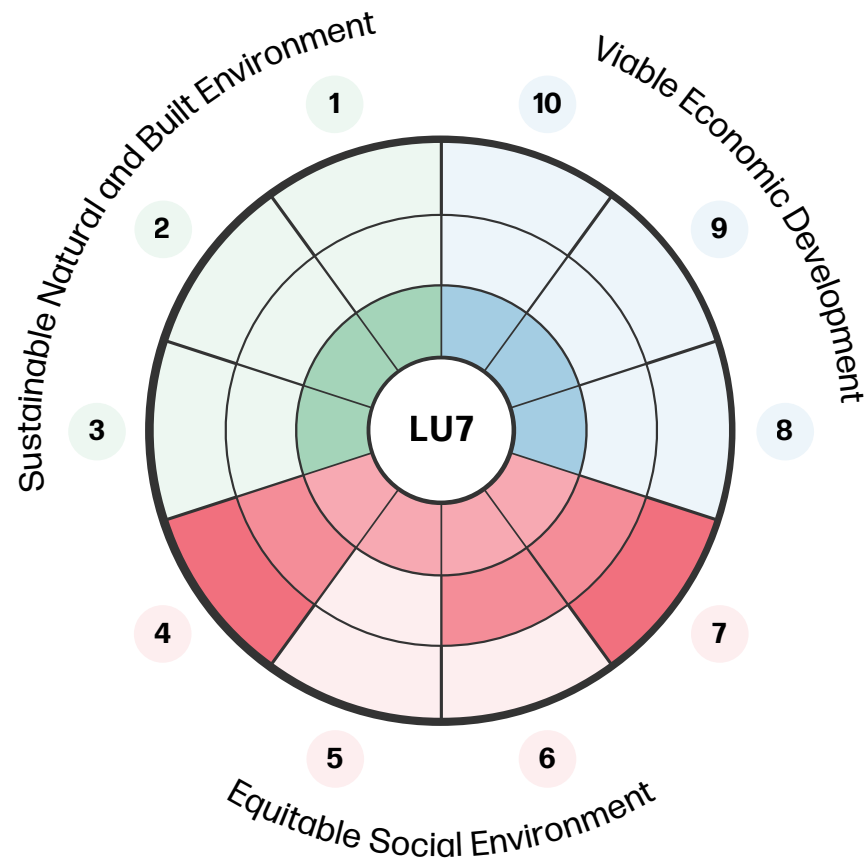 Sustainable Natural and Built Environment
Viable Economic Development
1
10
2
9
3
LU7
8
4
7
5
6
Equitable Social Environment